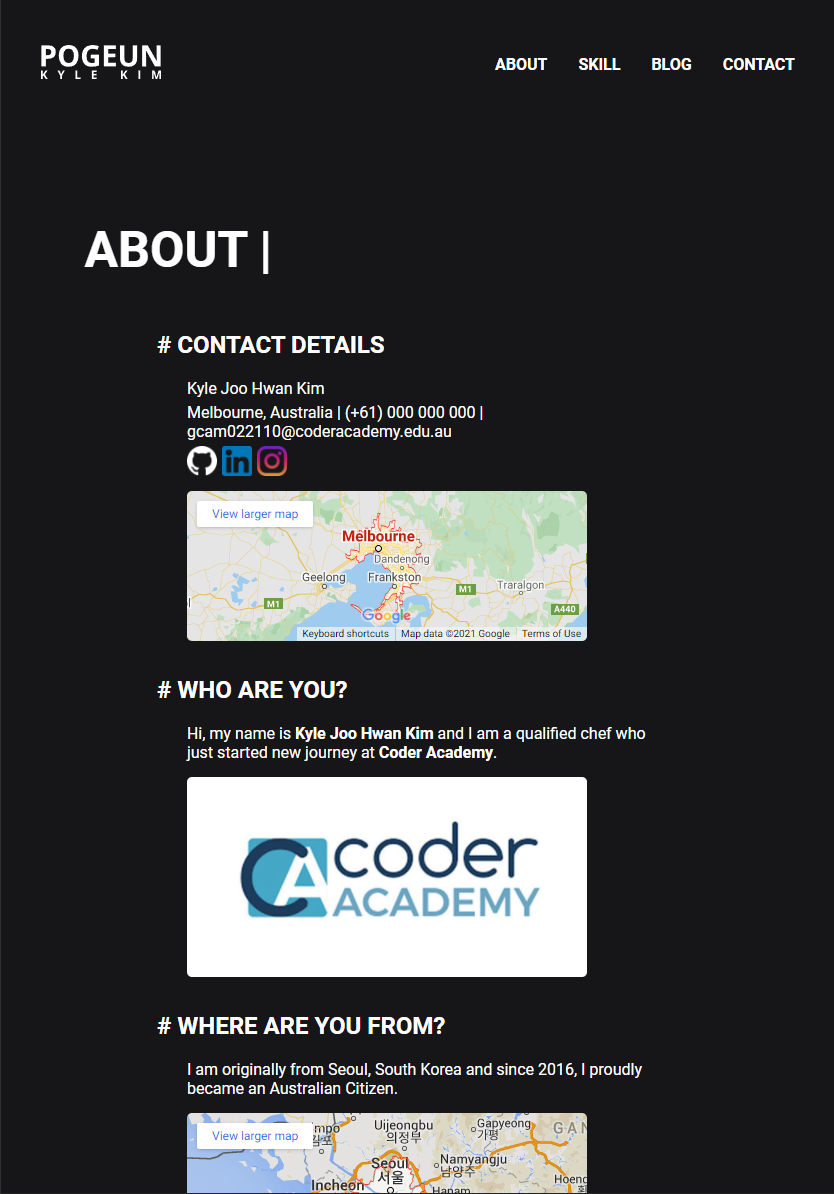 POGEUN
KYLE KIM
ABOUT SKILL BLOG CONTACT
ABOUT |
# CONTACT DETAILS
Kyle Joo Hwan Kim
Melbourne, Australia | (+61) 000 000 000 |
gcam022110@coderacademy.edu.au
in
View larger map
Melbourne
Dandenong
Geelong Frankston
Traralgon
M1
M1
A440
Google
Keyboard shortcuts Map data ©2021 Google Terms of Use
# WHO ARE YOU?
Hi, my name is Kyle Joo Hwan Kim and I am a qualified chef who
just started new journey at Coder Academy.
CA coder
ACADEMY
# WHERE ARE YOU FROM?
I am originally from Seoul, South Korea and since 2016, I proudly
became an Australian Citizen.
View larger map
Uijeongbu
의정부
Gapyeong
가평
Seoul
서울
Namyangju
남양주
Incheon
Hanam